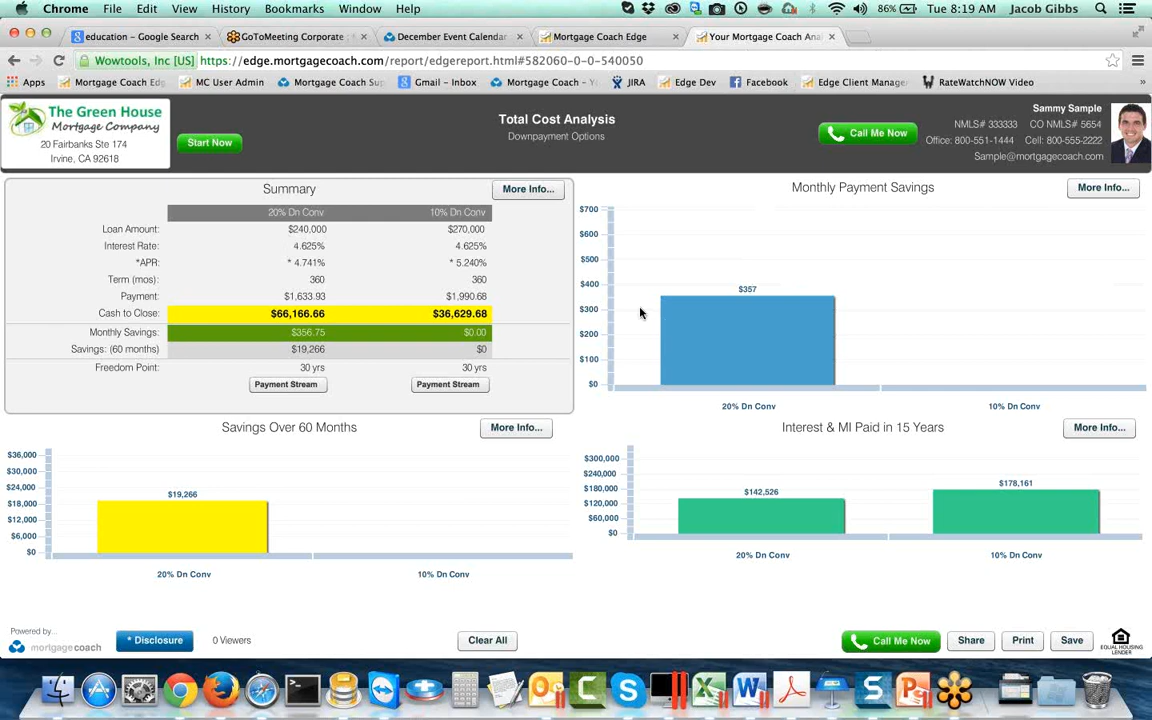 Chrome File Edit View History Bookmarks Window Help 86% Tue 8:19 AM Jacob Gibbs
education - Google Search GoToMeeting Corporate : December Event Calendar Mortgage Coach Edge Your Mortgage Coach Ana
Wowtools, Inc [US] https://edge.mortgagecoach.com/report/edgereport.html#582060-0-0-540050
Apps Mortgage Coach Edg MC User Admin Mortgage Coach Sup Gmail - Inbox Mortgage Coach - Yo JIRA Edge Dev Facebook Edge Client Manage RateWatchNOW Video »
The Green House
Mortgage Company
20 Fairbanks Ste 174
Irvine, CA 92618
Start Now
Total Cost Analysis
Downpayment Options
Call Me Now
Sammy Sample
NMLS# 333333 CO NMLS# 5654
Office: 800-551-1444 Cell: 800-555-2222
Sample@mortgagecoach.com
Summary More Info...
20% Dn Conv 10% Dn Conv
Loan Amount: $240,000 $270,000
Interest Rate: 4.625% 4.625%
*APR: * 4.741% * 5.240%
Term (mos): 360 360
Payment: $1,633.93 $1,990.68
Cash to Close: $66,166.66 $36,629.68
Monthly Savings: $356.75 $0.00
Savings: (60 months) $19,266 $0
Freedom Point: 30 yrs 30 yrs
Payment Stream Payment Stream
Monthly Payment Savings More Info...
$700
$600
$500
$400
$300
$200
$100
$0
$357
20% Dn Conv 10% Dn Conv
Savings Over 60 Months More Info...
$36,000
$30,000
$24,000
$18,000
$12,000
$6,000
$0
$19,266
20% Dn Conv 10% Dn Conv
Interest & MI Paid in 15 Years More Info...
$300,000
$240,000
$180,000
$120,000
$60,000
$0
$142,526 $178,161
20% Dn Conv 10% Dn Conv
Powered by...
mortgagecoach
* Disclosure 0 Viewers Clear All Call Me Now Share Print Save
EQUAL HOUSING
LENDER